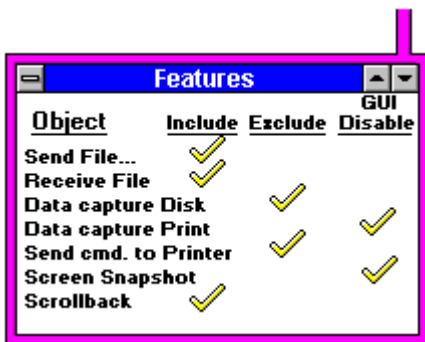 Features
GUI
Object Include Exclude Disable
Send File...
Receive File
Data capture Disk
Data capture Print
Send cmd. to Printer
Screen Snapshot
Scrollback